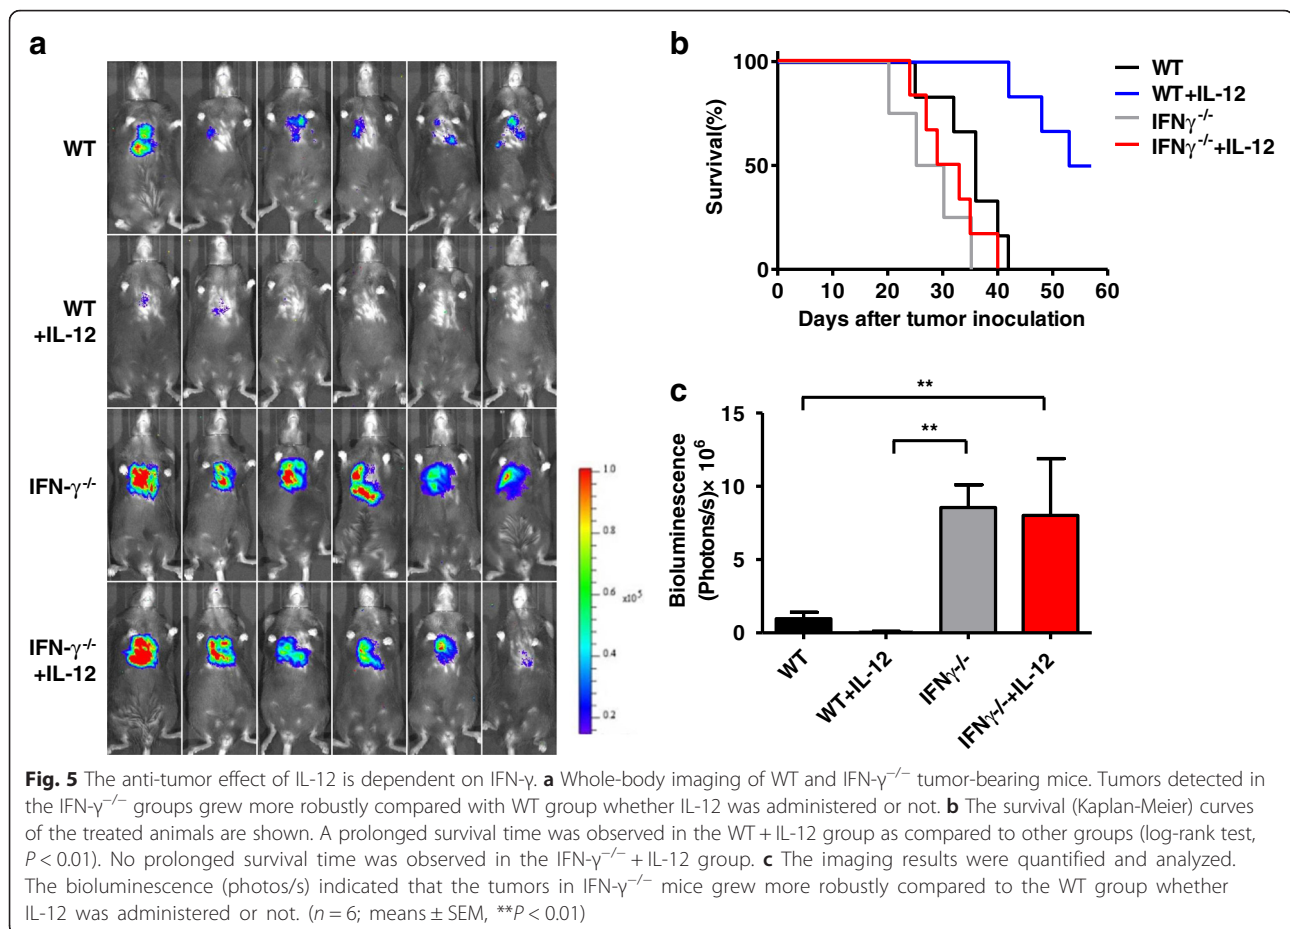 a
WT
WT
+IL-12
IFN-γ-/-
IFN-γ-/-
+IL-12
1.0
0.8
0.6
x10⁵
0.4
0.2
b
Survival(%)
100
50
0
0 10 20 30 40 50 60
Days after tumor inoculation
WT
WT+IL-12
IFNγ-/-
IFNγ-/-+IL-12
c
Bioluminescence
(Photons/s)× 10⁶
15
10
5
0
**
**
WT
WT+IL-12
IFNγ-/-
IFNγ-/-+IL-12
Fig. 5 The anti-tumor effect of IL-12 is dependent on IFN-γ. a Whole-body imaging of WT and IFN-γ−/− tumor-bearing mice. Tumors detected in
the IFN-γ−/− groups grew more robustly compared with WT group whether IL-12 was administered or not. b The survival (Kaplan-Meier) curves
of the treated animals are shown. A prolonged survival time was observed in the WT + IL-12 group as compared to other groups (log-rank test,
P < 0.01). No prolonged survival time was observed in the IFN-γ−/− + IL-12 group. c The imaging results were quantified and analyzed.
The bioluminescence (photos/s) indicated that the tumors in IFN-γ−/− mice grew more robustly compared to the WT group whether
IL-12 was administered or not. (n = 6; means ± SEM, **P < 0.01)